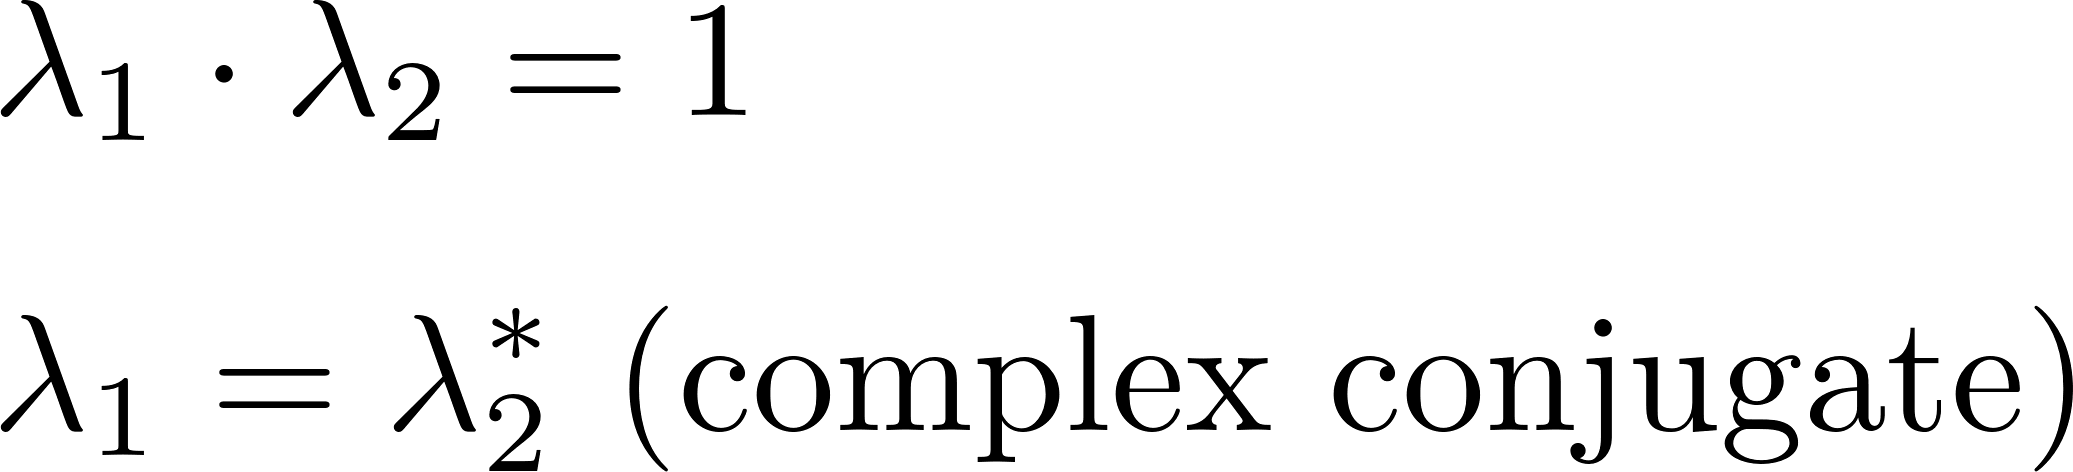 λ₁ · λ₂ = 1
λ₁ = λ₂* (complex conjugate)